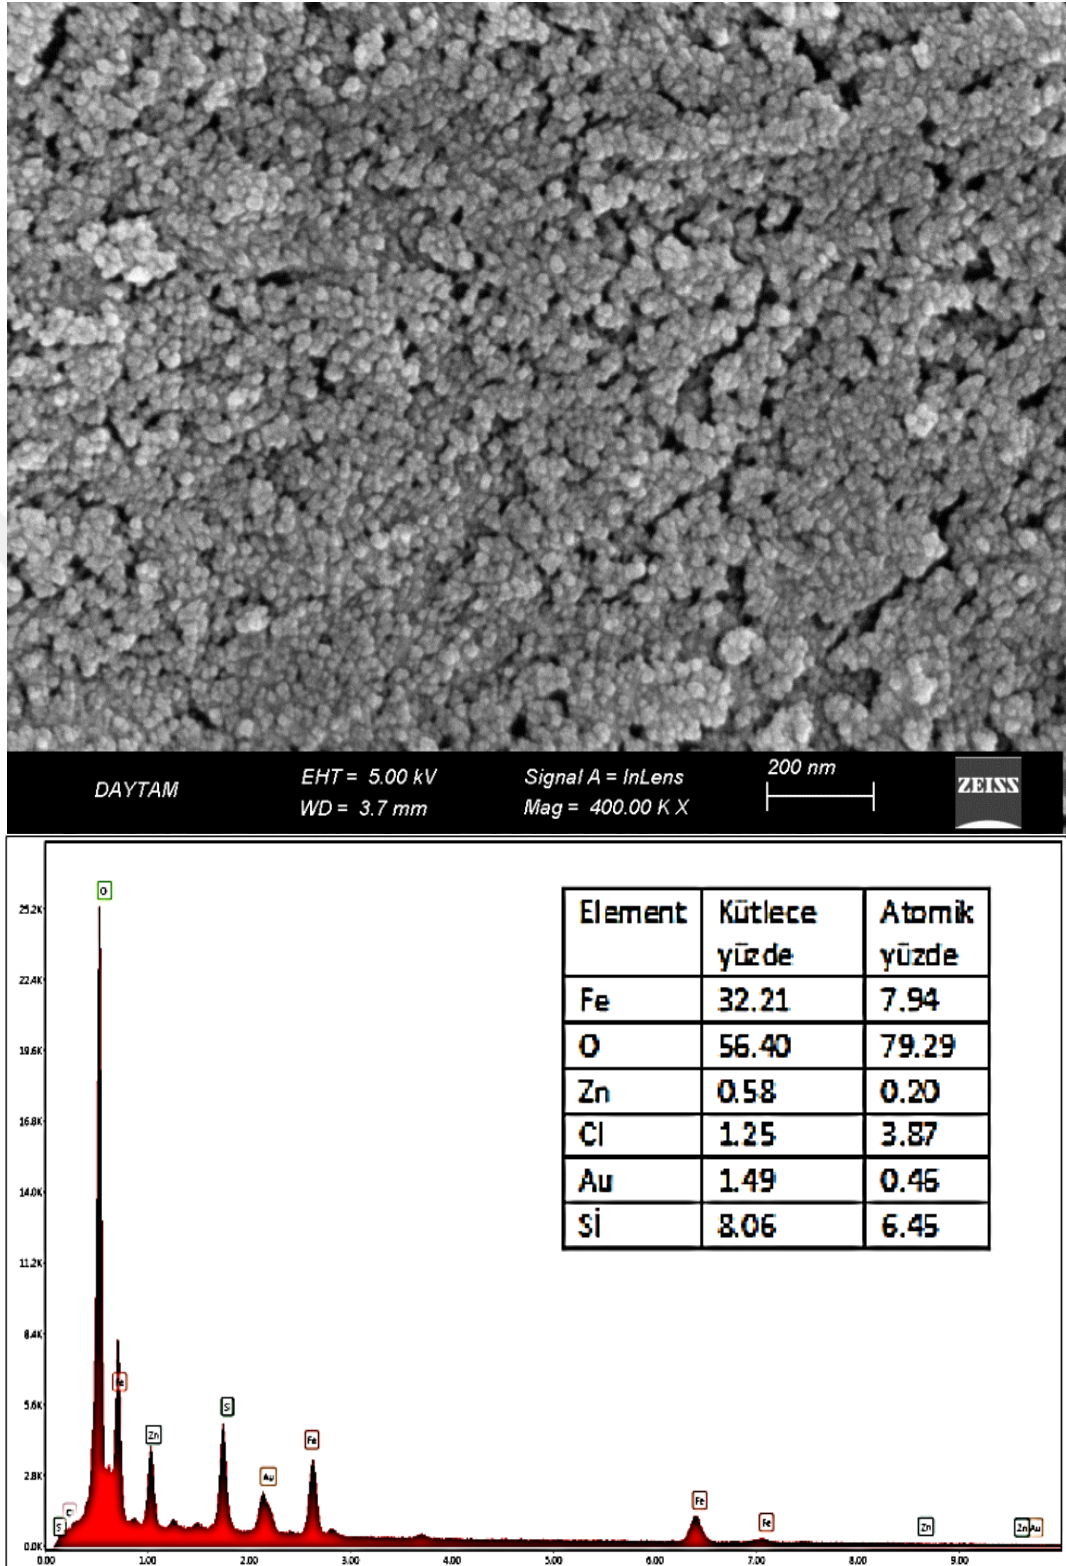 DAYTAM
EHT = 5.00 kV
WD = 3.7 mm
Signal A = InLens
Mag = 400.00 K X
200 nm
ZEISS
Element Kütlece yüzde Atomik yüzde
Fe 32.21 7.94
O 56.40 79.29
Zn 0.58 0.20
Cl 1.25 3.87
Au 1.49 0.46
Sİ 8.06 6.45
25.2K
22.4K
19.6K
16.8K
14.0K
11.2K
8.4K
5.6K
2.8K
0.0K
O
Fe
Zn
Si
Au
Fe
Cl
S
Fe
Fe
Zn
Zn
Au
0.00 1.00 2.00 3.00 4.00 5.00 6.00 7.00 8.00 9.00